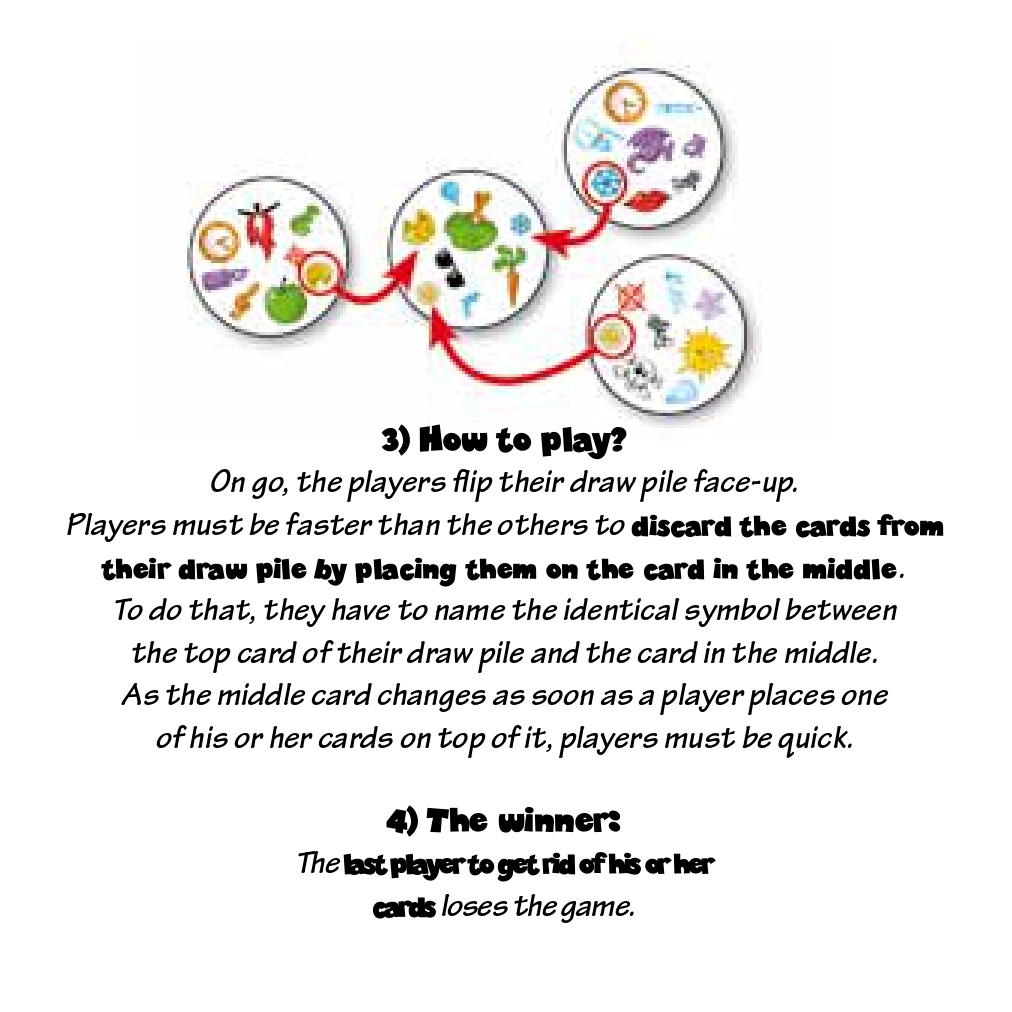 3) How to play?
On go, the players flip their draw pile face-up.
Players must be faster than the others to discard the cards from
their draw pile by placing them on the card in the middle.
To do that, they have to name the identical symbol between
the top card of their draw pile and the card in the middle.
As the middle card changes as soon as a player places one
of his or her cards on top of it, players must be quick.
4) The winner:
The last player to get rid of his or her
cards loses the game.